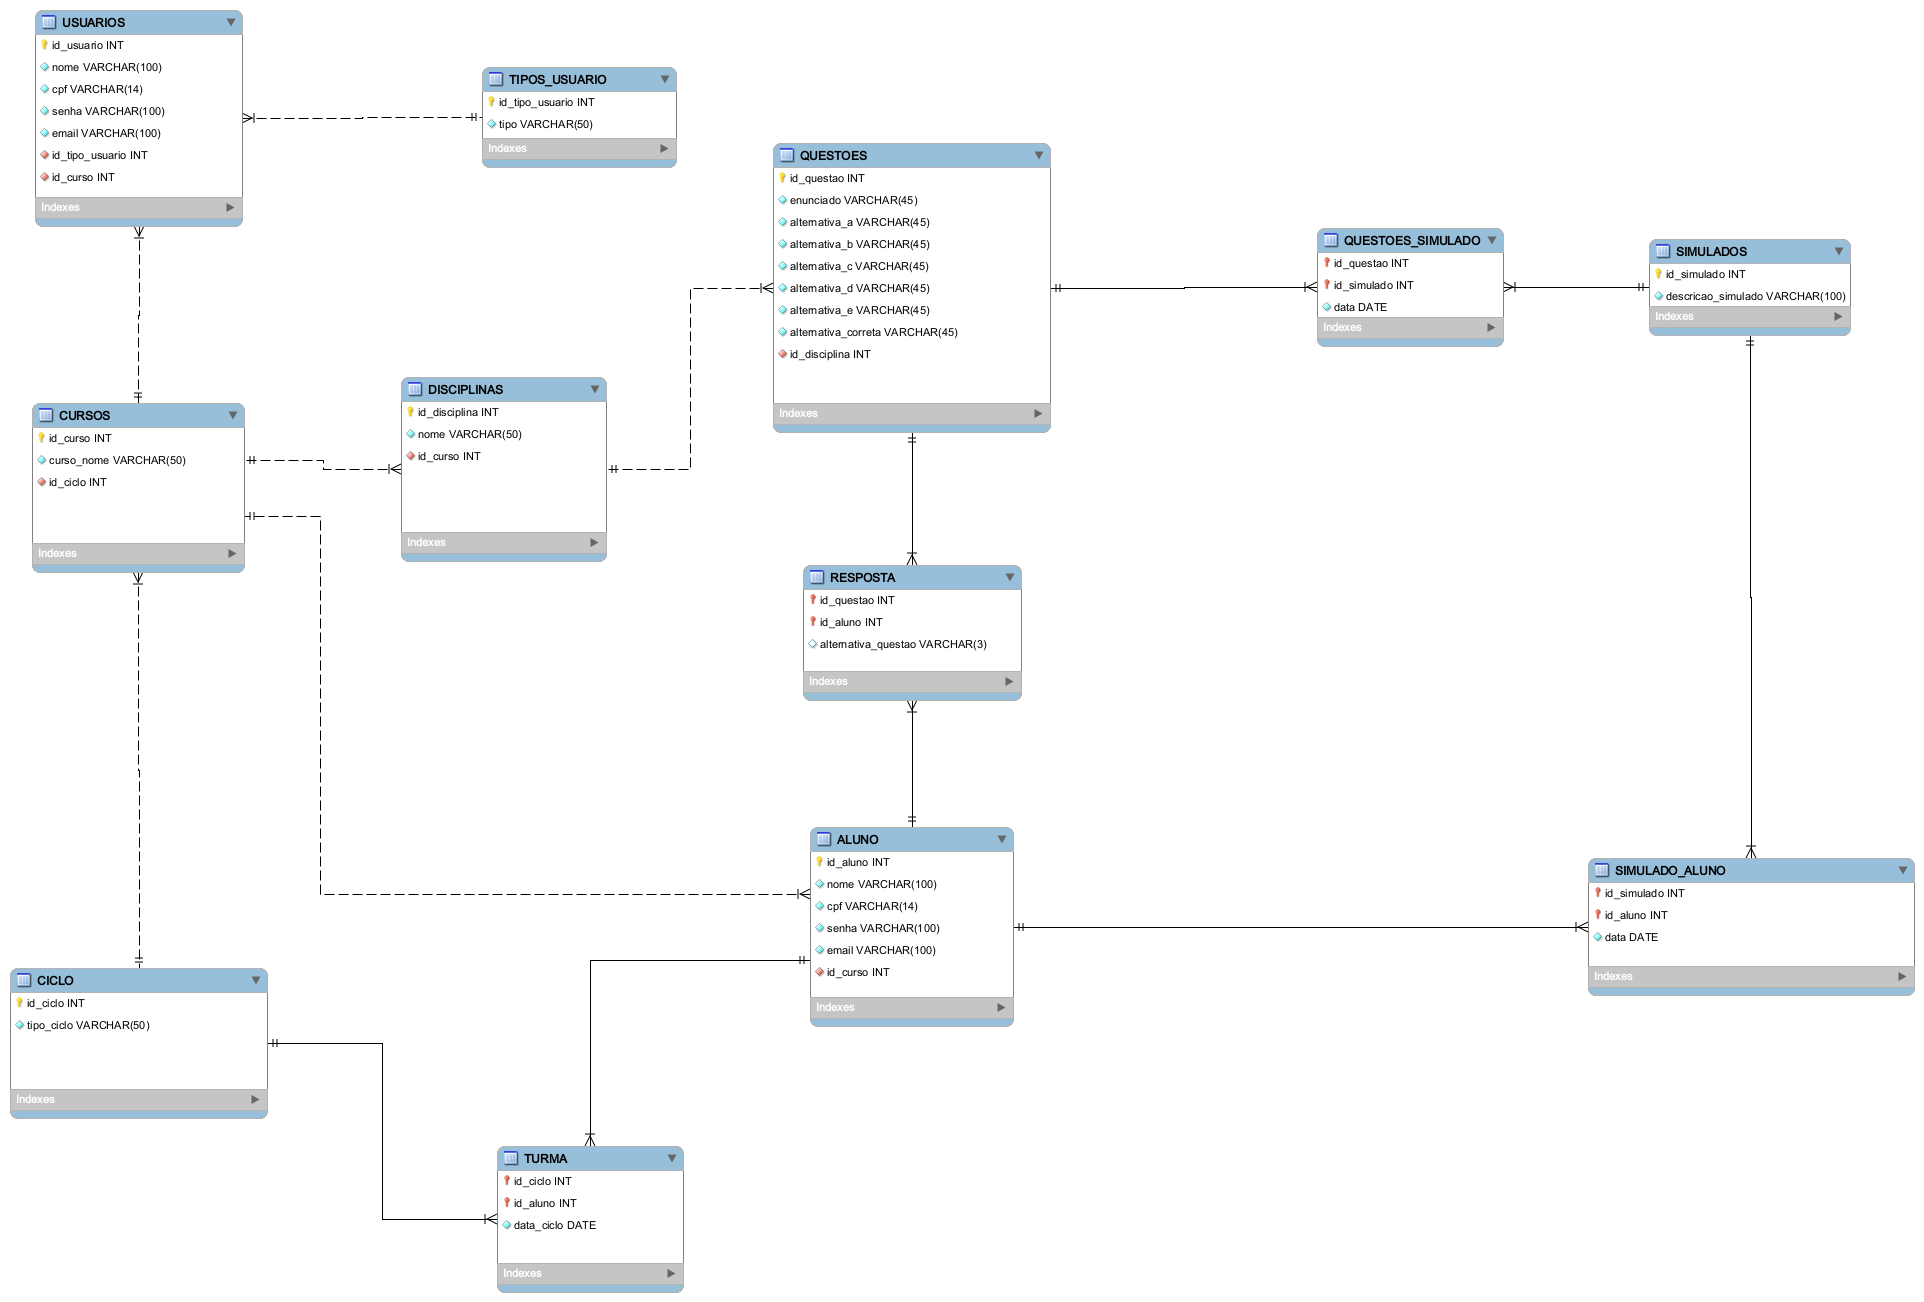 USUARIOS
id_usuario INT
nome VARCHAR(100)
cpf VARCHAR(14)
senha VARCHAR(100)
email VARCHAR(100)
id_tipo_usuario INT
id_curso INT
Indexes
TIPOS_USUARIO
id_tipo_usuario INT
tipo VARCHAR(50)
Indexes
QUESTOES
id_questao INT
enunciado VARCHAR(45)
alternativa_a VARCHAR(45)
alternativa_b VARCHAR(45)
alternativa_c VARCHAR(45)
alternativa_d VARCHAR(45)
alternativa_e VARCHAR(45)
alternativa_correta VARCHAR(45)
id_disciplina INT
Indexes
QUESTOES_SIMULADO
id_questao INT
id_simulado INT
data DATE
Indexes
SIMULADOS
id_simulado INT
descricao_simulado VARCHAR(100)
Indexes
CURSOS
id_curso INT
curso_nome VARCHAR(50)
id_ciclo INT
Indexes
DISCIPLINAS
id_disciplina INT
nome VARCHAR(50)
id_curso INT
Indexes
RESPOSTA
id_questao INT
id_aluno INT
alternativa_questao VARCHAR(3)
Indexes
ALUNO
id_aluno INT
nome VARCHAR(100)
cpf VARCHAR(14)
senha VARCHAR(100)
email VARCHAR(100)
id_curso INT
Indexes
SIMULADO_ALUNO
id_simulado INT
id_aluno INT
data DATE
Indexes
CICLO
id_ciclo INT
tipo_ciclo VARCHAR(50)
Indexes
TURMA
id_ciclo INT
id_aluno INT
data_ciclo DATE
Indexes